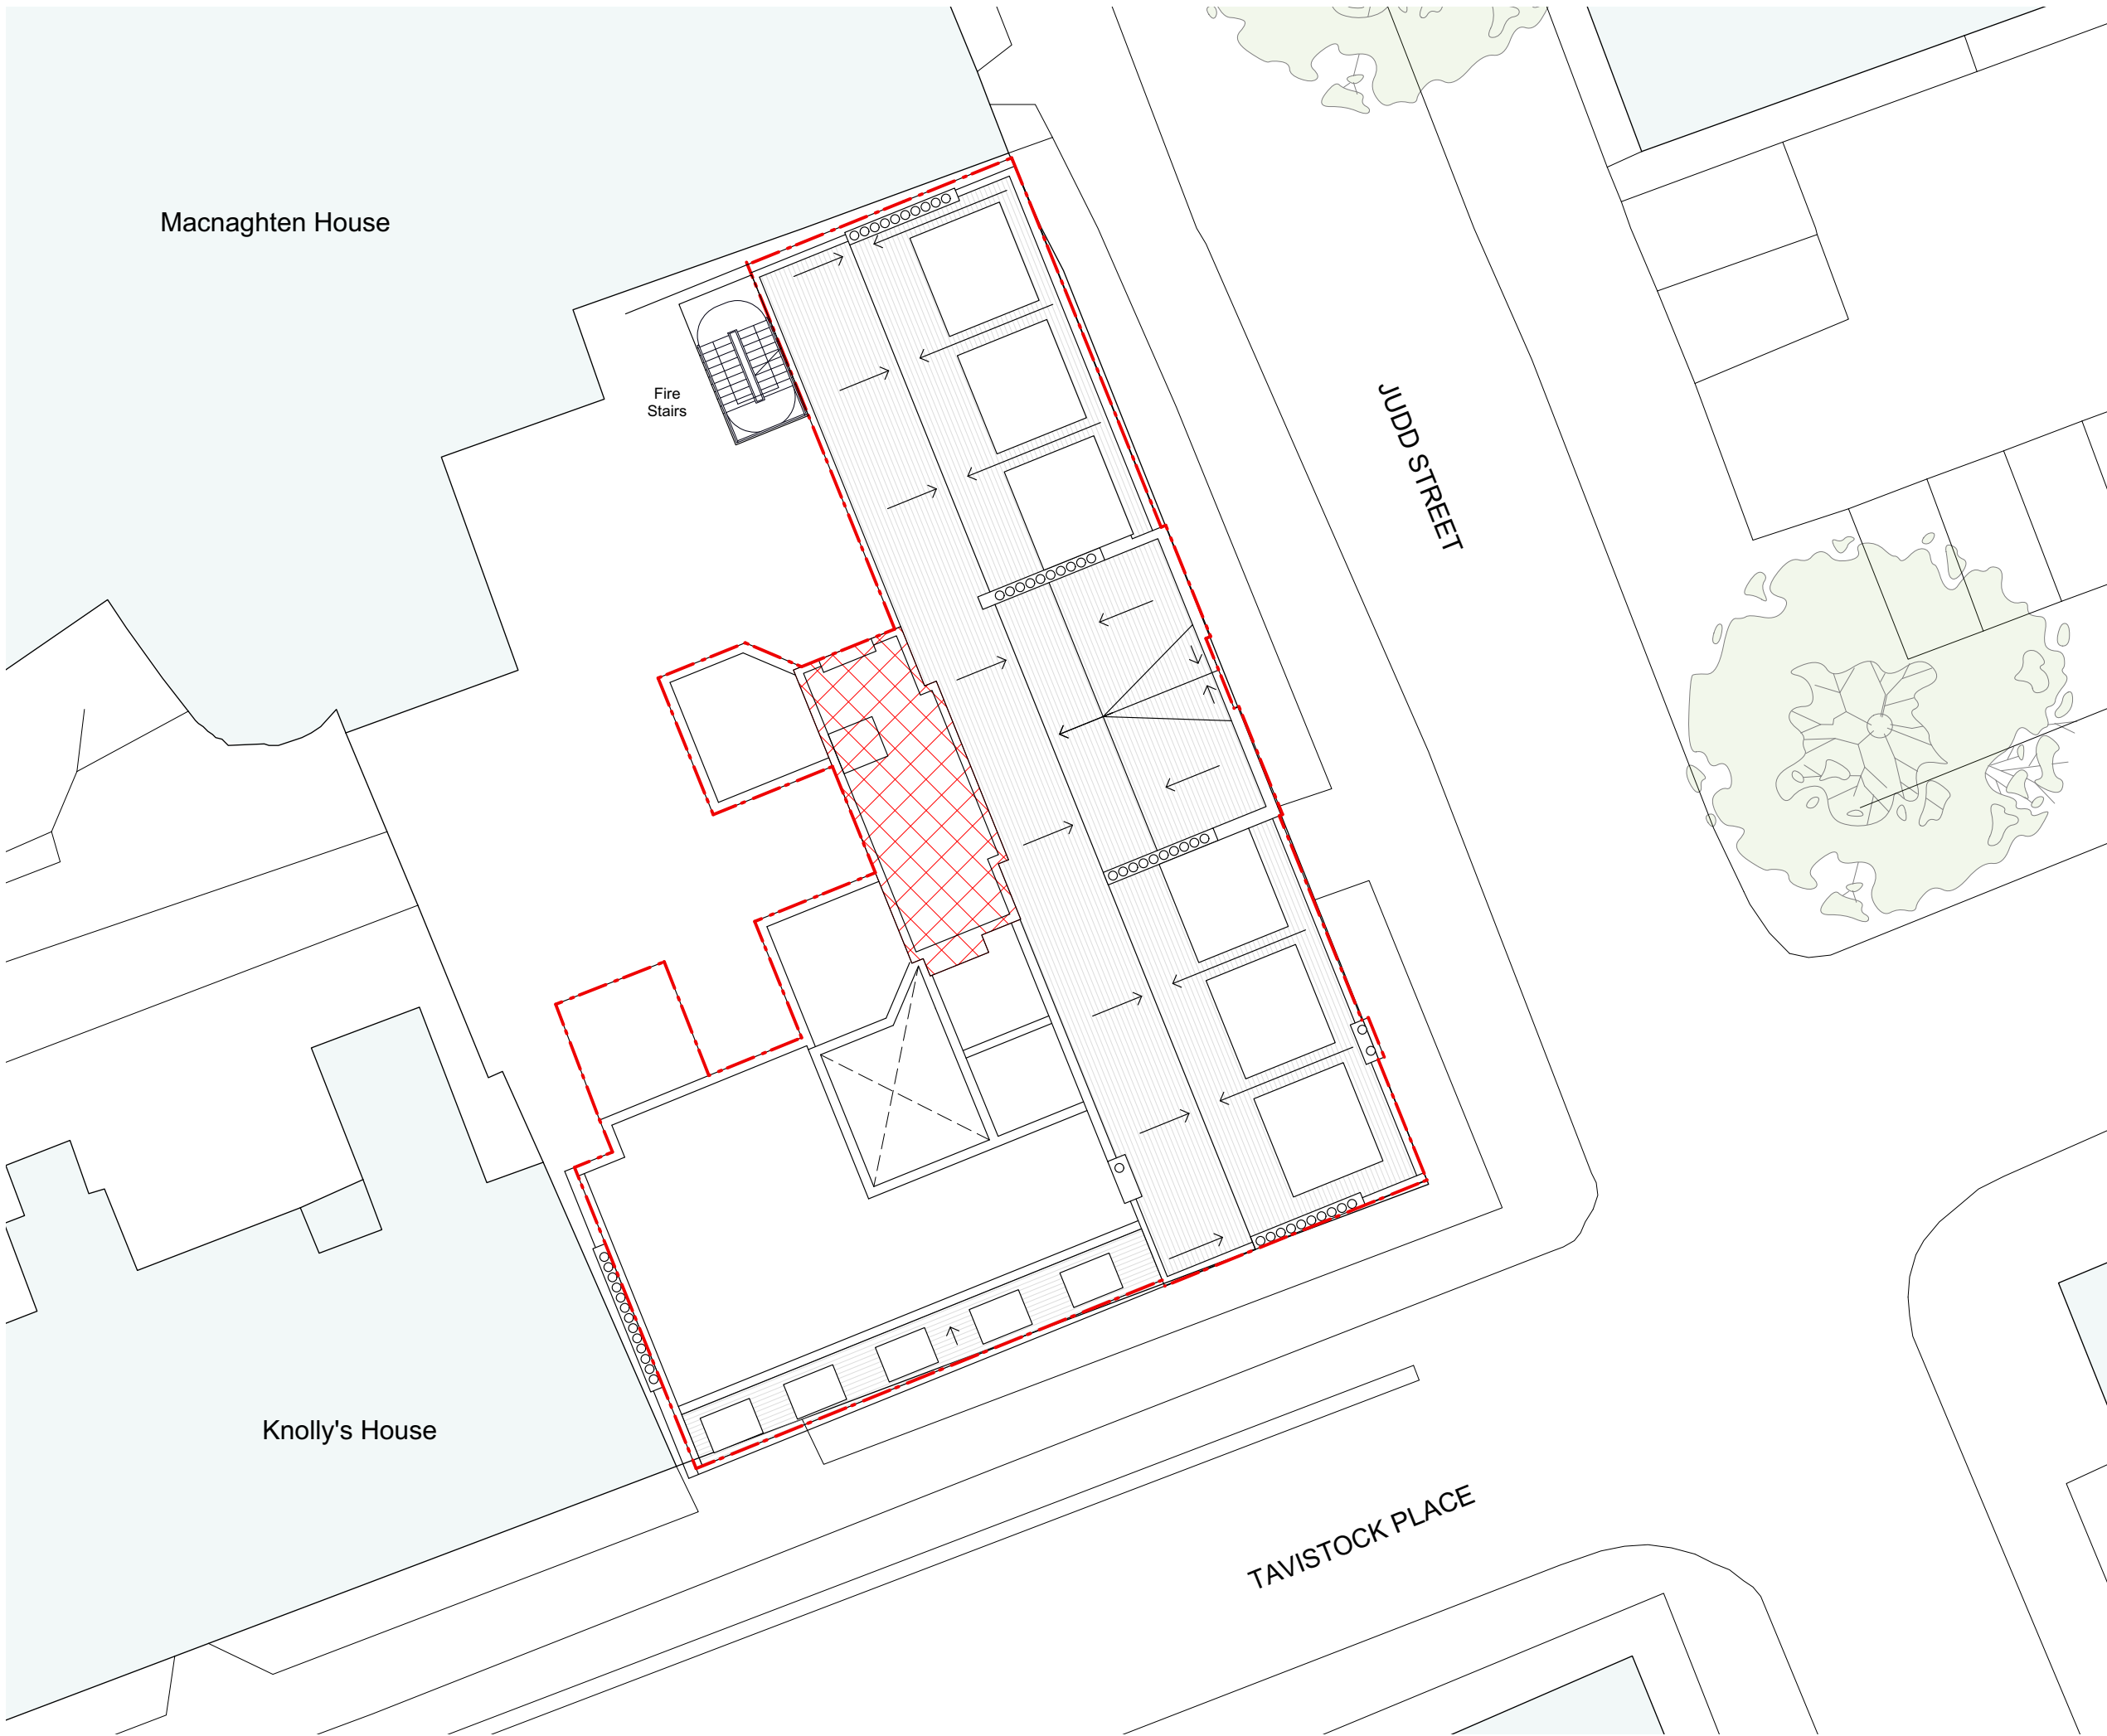 Macnaghten House
Fire
Stairs
JUDD STREET
Knolly's House
TAVISTOCK PLACE